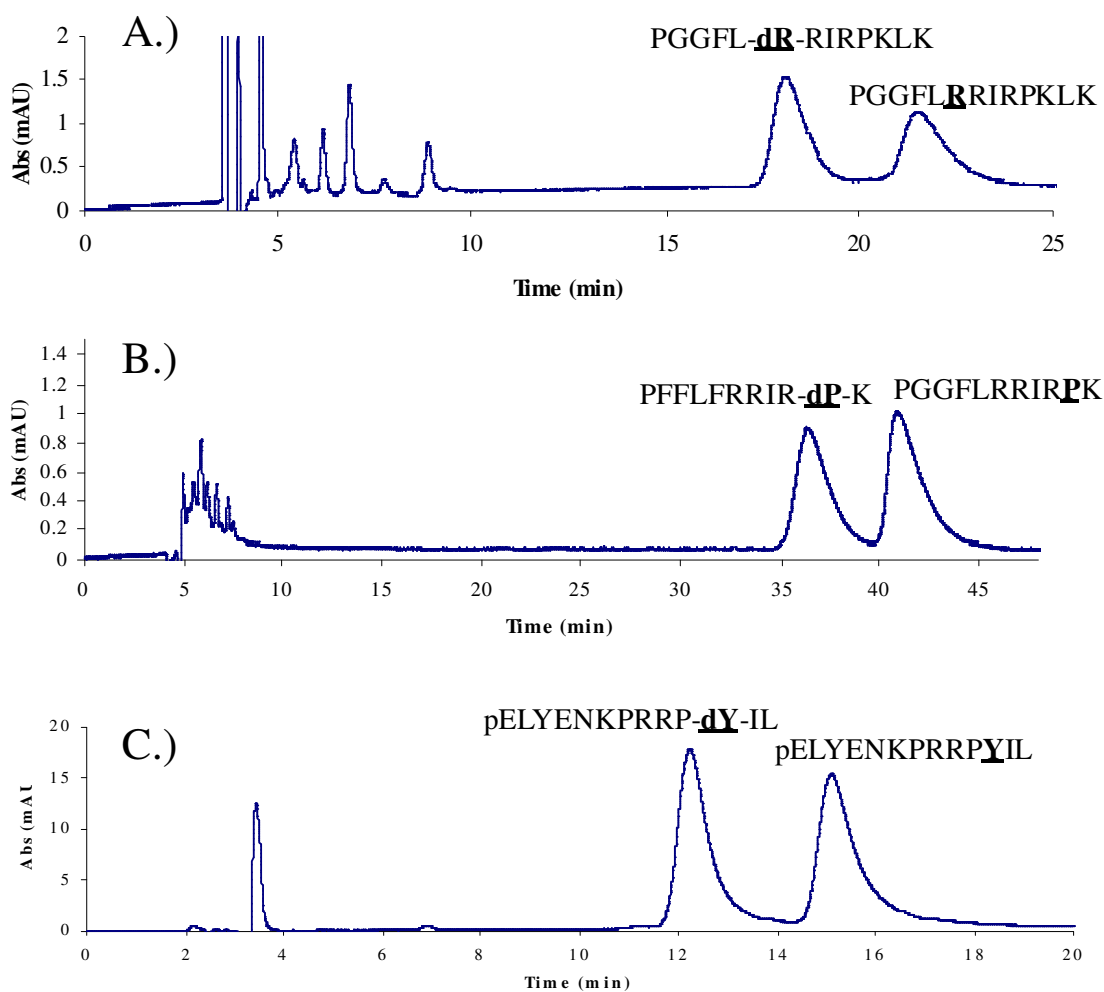 A.)
PGGFL-dR-RIRPKLK
PGGFLRRIRPKLK
Abs (mAU)
2
1.5
1
0.5
0
0 5 10 15 20 25
Time (min)
B.)
PFFLFRRIR-dP-K
PGGFLRRIRPK
Abs (mAU)
1.4
1.2
1
0.8
0.6
0.4
0.2
0
0 5 10 15 20 25 30 35 40 45
Time (min)
C.)
pELYENKPRRP-dY-IL
pELYENKPRRPYIL
Abs (mAU
20
15
10
5
0
0 2 4 6 8 10 12 14 16 18 20
Time (min)